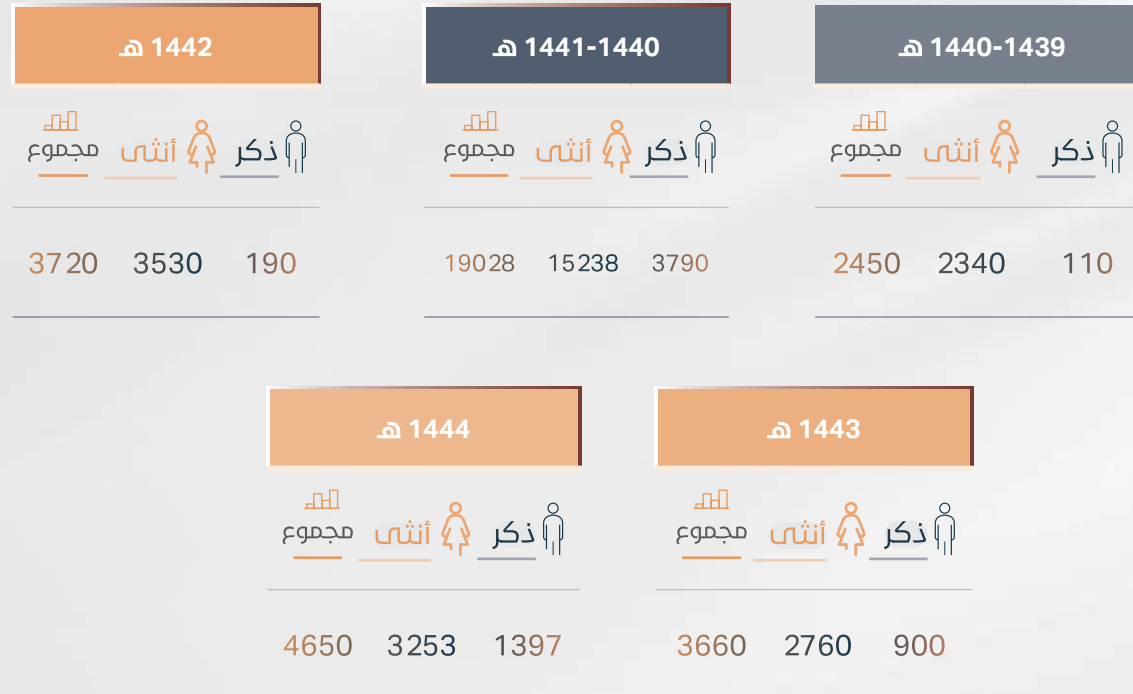 1439-1440 هـ
ذكر أنثى مجموع
110 2340 2450
1440-1441 هـ
ذكر أنثى مجموع
3790 15238 19028
1442 هـ
ذكر أنثى مجموع
190 3530 3720
1443 هـ
ذكر أنثى مجموع
900 2760 3660
1444 هـ
ذكر أنثى مجموع
1397 3253 4650